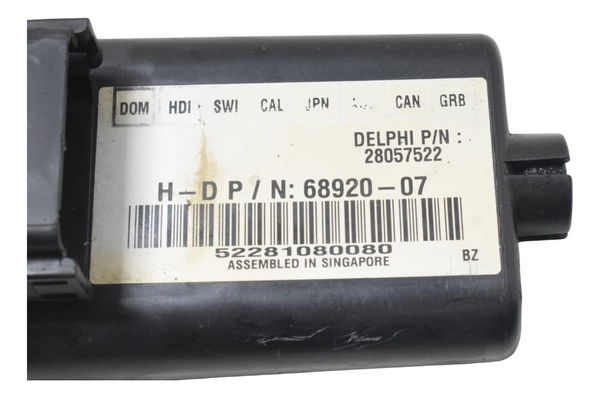 DOM HDI SWI CAL JPN CAN GRB
DELPHI P/N :
28057522
H-D P/N: 68920-07
52281080080
ASSEMBLED IN SINGAPORE BZ